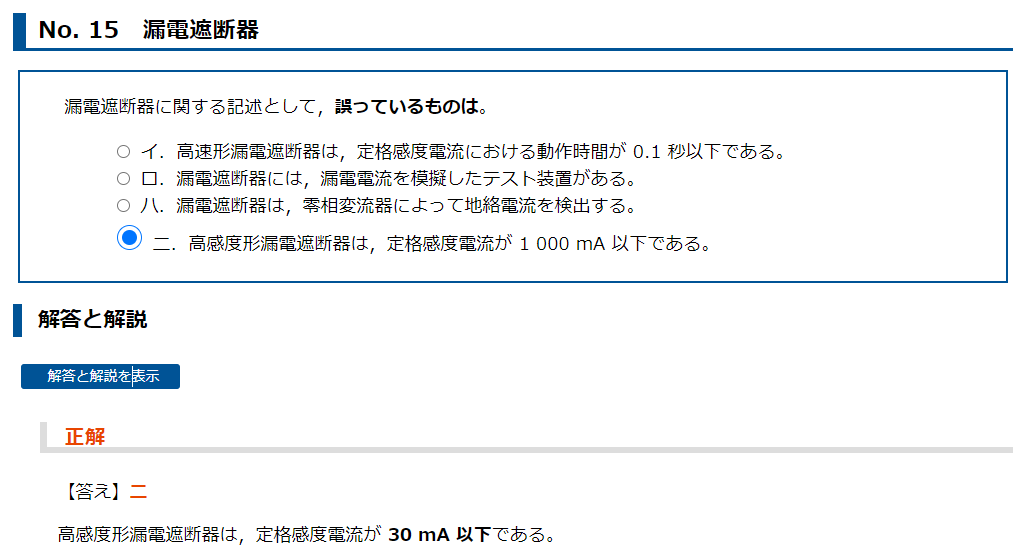 No. 15　漏電遮断器
漏電遮断器に関する記述として，誤っているものは。
イ．高速形漏電遮断器は，定格感度電流における動作時間が 0.1 秒以下である。
ロ．漏電遮断器には，漏電電流を模擬したテスト装置がある。
ハ．漏電遮断器は，零相変流器によって地絡電流を検出する。
ニ．高感度形漏電遮断器は，定格感度電流が 1 000 mA 以下である。
解答と解説
解答と解説を表示
正解
【答え】ニ
高感度形漏電遮断器は，定格感度電流が 30 mA 以下である。